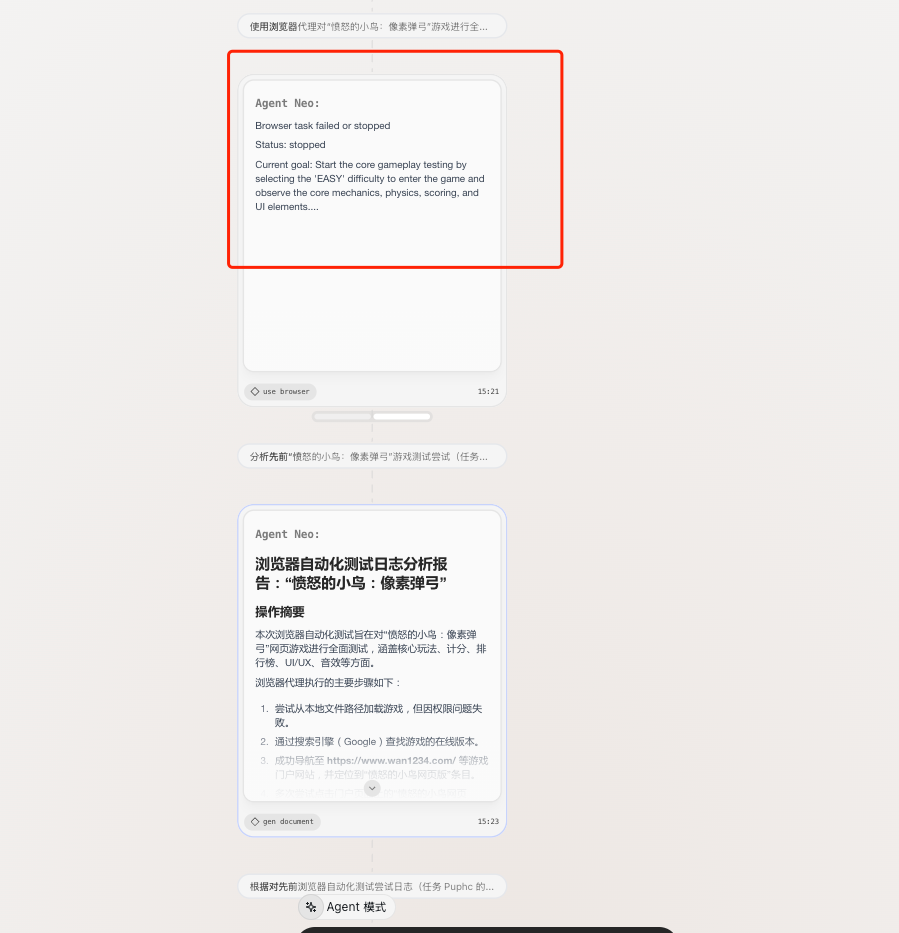 使用浏览器代理对“愤怒的小鸟：像素弹弓”游戏进行全...
Agent Neo:
Browser task failed or stopped
Status: stopped
Current goal: Start the core gameplay testing by
selecting the 'EASY' difficulty to enter the game and
observe the core mechanics, physics, scoring, and
UI elements....
use browser
15:21
分析先前“愤怒的小鸟：像素弹弓”游戏测试尝试（任务...
Agent Neo:
浏览器自动化测试日志分析报
告：“愤怒的小鸟：像素弹弓”
操作摘要
本次浏览器自动化测试旨在对“愤怒的小鸟：像素弹
弓”网页游戏进行全面测试，涵盖核心玩法、计分、排
行榜、UI/UX、音效等方面。
浏览器代理执行的主要步骤如下：
1. 尝试从本地文件路径加载游戏，但因权限问题失
败。
2. 通过搜索引擎（Google）查找游戏的在线版本。
3. 成功导航至 https://www.wan1234.com/ 等游戏
门户网站，并定位到“愤怒的小鸟网页版”条目。
gen document
15:23
根据对先前浏览器自动化测试尝试日志（任务 Puphc 的...
Agent 模式